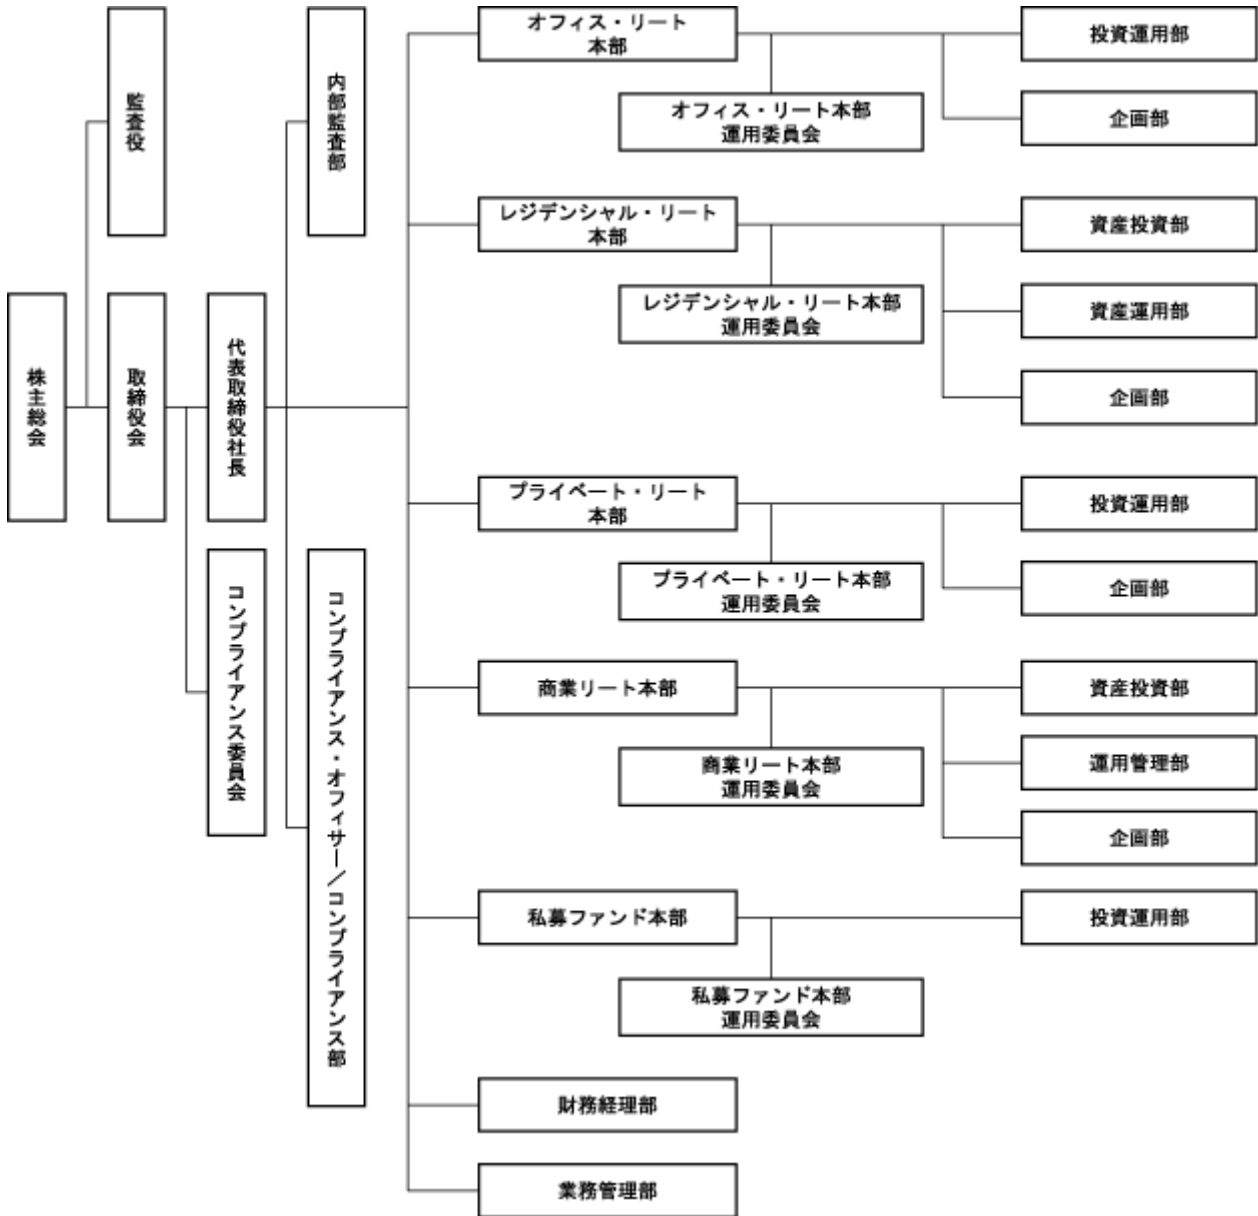 株主総会
監査役
取締役会
代表取締役社長
コンプライアンス委員会
内部監査部
コンプライアンス・オフィサー／コンプライアンス部
オフィス・リート
本部
オフィス・リート本部
運用委員会
投資運用部
企画部
レジデンシャル・リート
本部
レジデンシャル・リート本部
運用委員会
資産投資部
資産運用部
企画部
プライベート・リート
本部
プライベート・リート本部
運用委員会
投資運用部
企画部
商業リート本部
商業リート本部
運用委員会
資産投資部
運用管理部
企画部
私募ファンド本部
私募ファンド本部
運用委員会
投資運用部
財務経理部
業務管理部